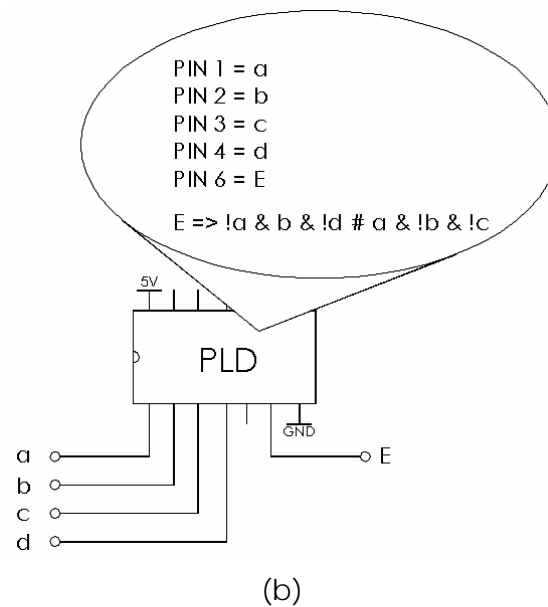 PIN 1 = a
PIN 2 = b
PIN 3 = c
PIN 4 = d
PIN 6 = E
E => !a & b & !d # a & !b & !c
5V
PLD
GND
a
E
b
c
d
(b)